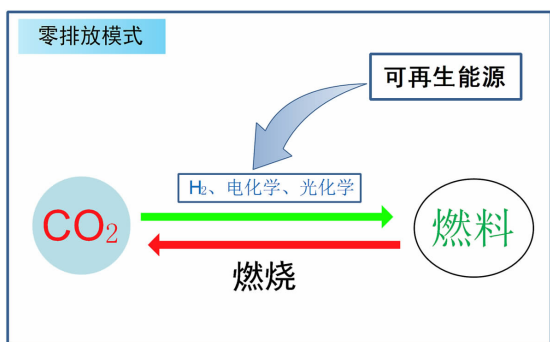 零排放模式
可再生能源
H₂、电化学、光化学
CO₂
燃料
燃烧